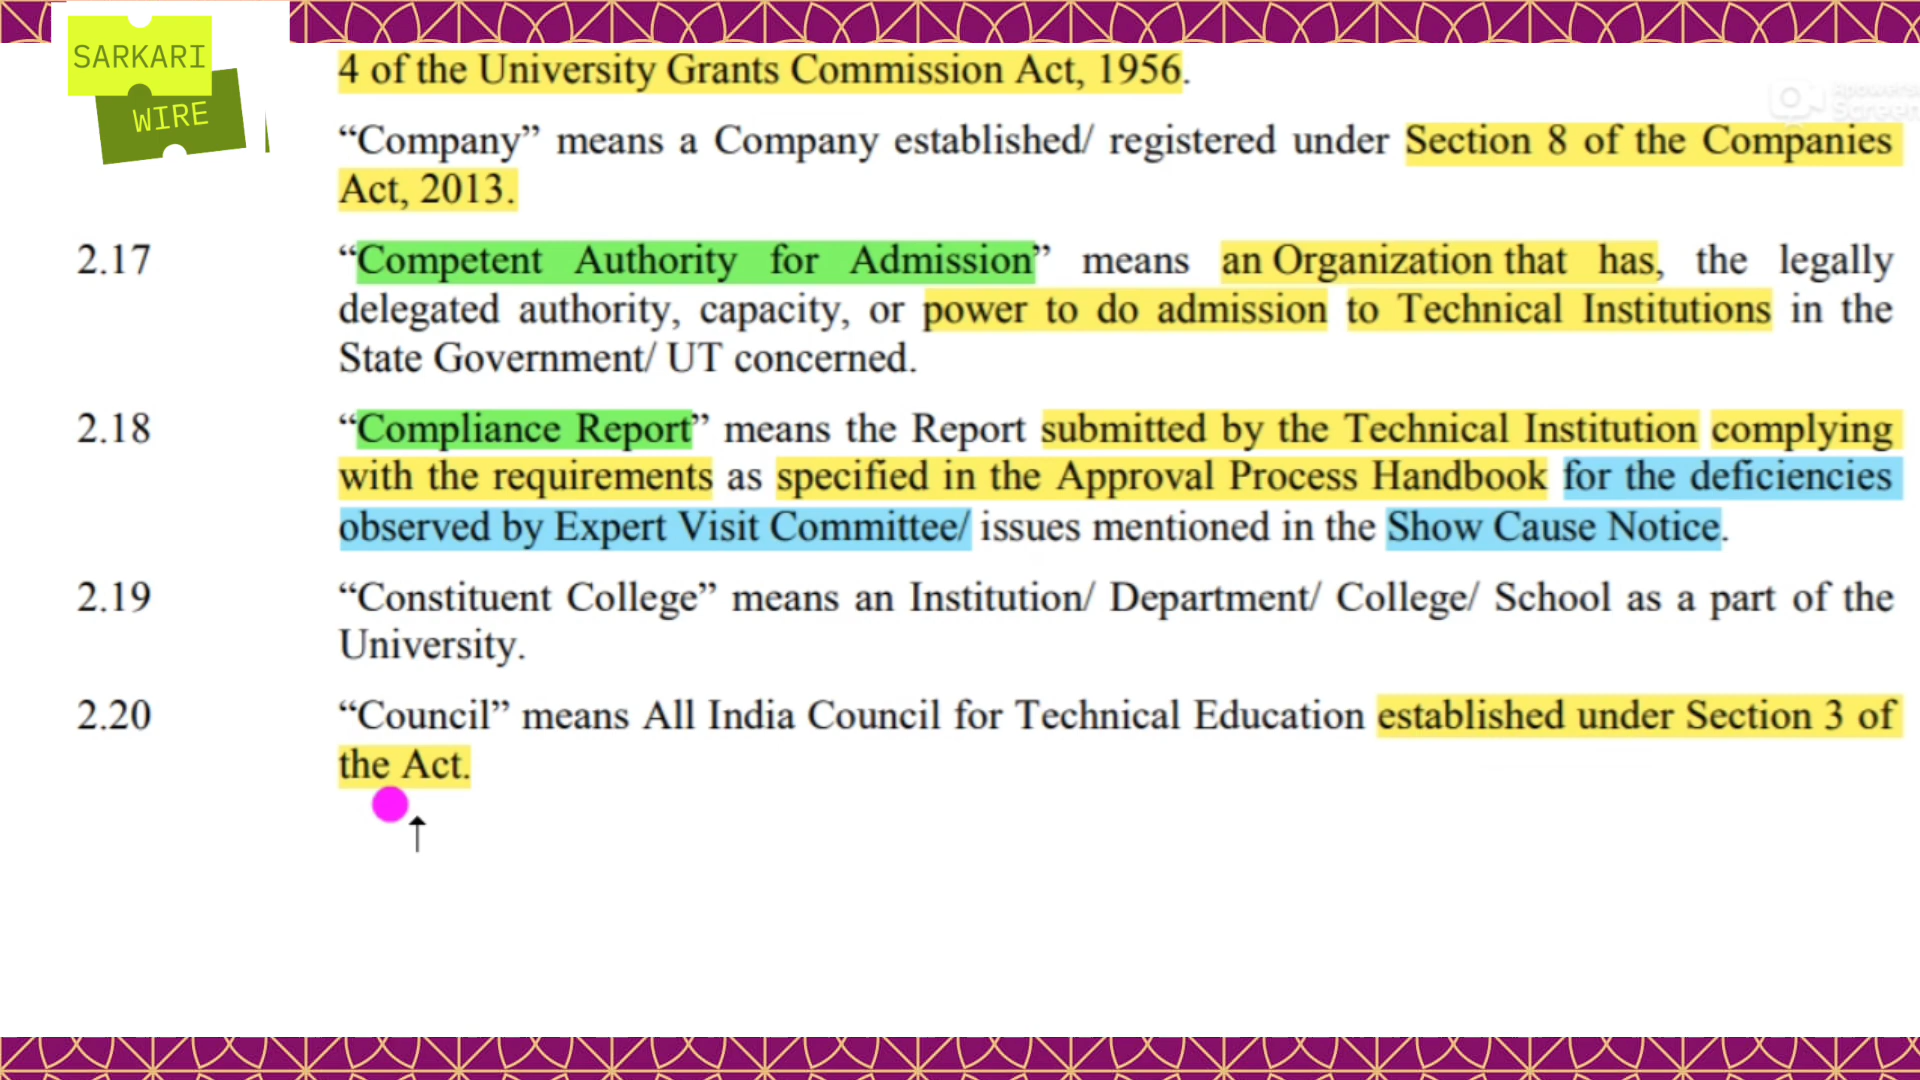 SARKARI
WIRE
4 of the University Grants Commission Act, 1956.
“Company” means a Company established/ registered under Section 8 of the Companies
Act, 2013.
2.17 “Competent Authority for Admission” means an Organization that has, the legally
delegated authority, capacity, or power to do admission to Technical Institutions in the
State Government/ UT concerned.
2.18 “Compliance Report” means the Report submitted by the Technical Institution complying
with the requirements as specified in the Approval Process Handbook for the deficiencies
observed by Expert Visit Committee/ issues mentioned in the Show Cause Notice.
2.19 “Constituent College” means an Institution/ Department/ College/ School as a part of the
University.
2.20 “Council” means All India Council for Technical Education established under Section 3 of
the Act.